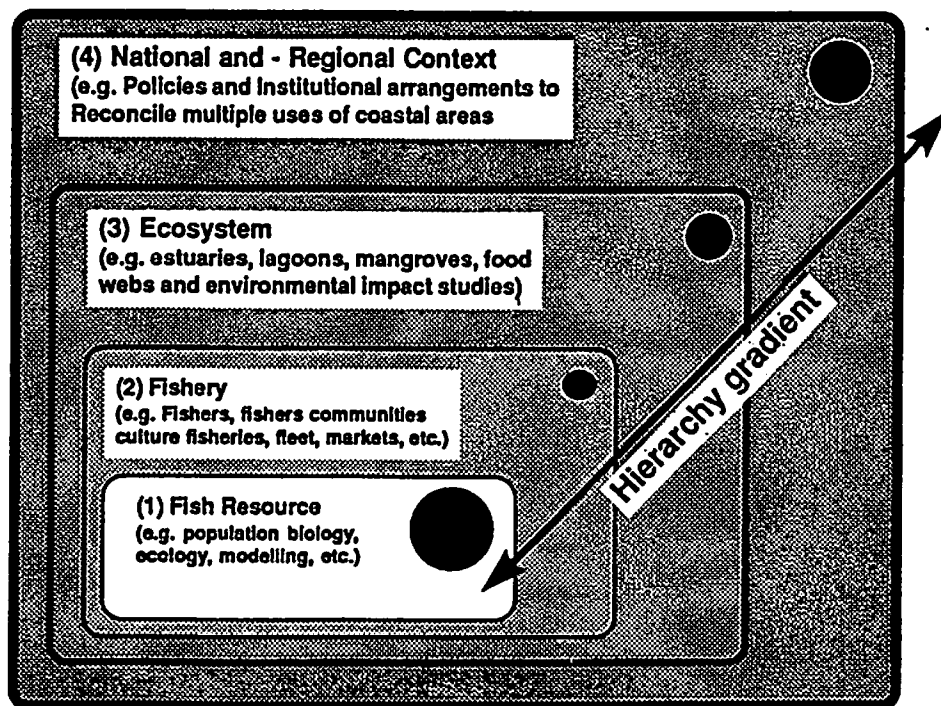 (4) National and - Regional Context
(e.g. Policies and Institutional arrangements to
Reconcile multiple uses of coastal areas
(3) Ecosystem
(e.g. estuaries, lagoons, mangroves, food
webs and environmental impact studies)
(2) Fishery
(e.g. Fishers, fishers communities
culture fisheries, fleet, markets, etc.)
(1) Fish Resource
(e.g. population biology,
ecology, modelling, etc.)
Hierarchy gradient